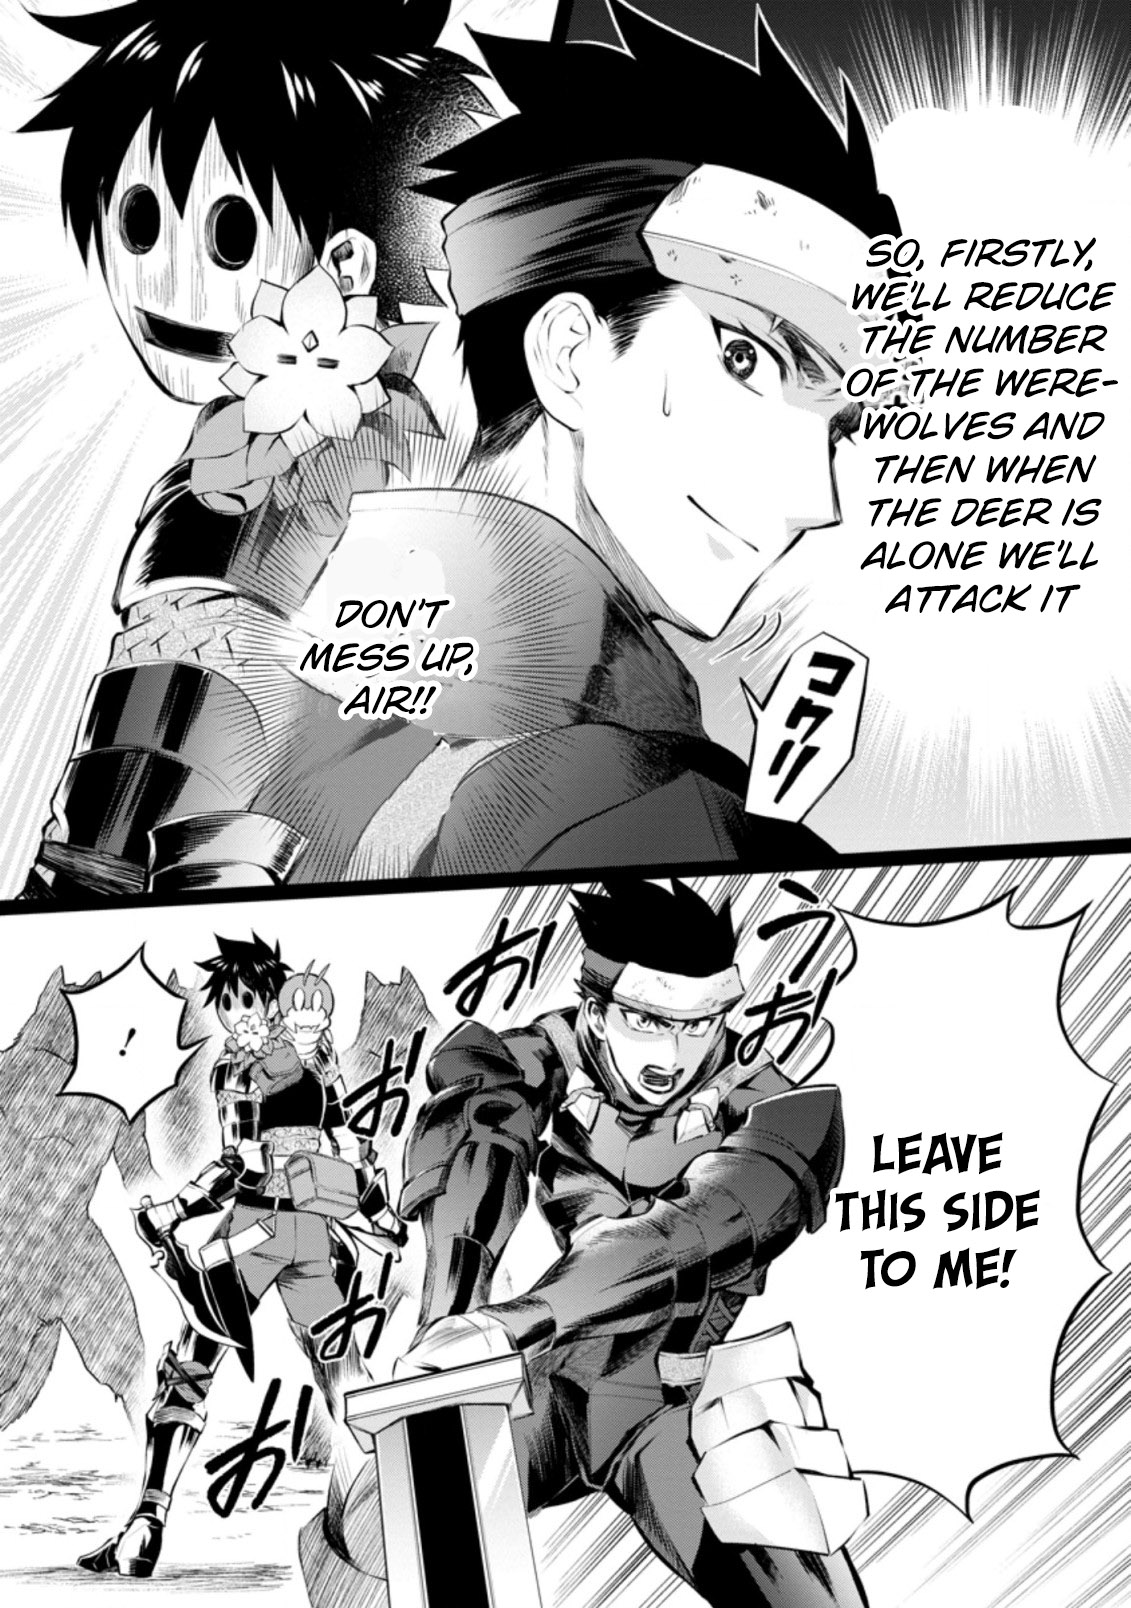 SO, FIRSTLY,
WE'LL REDUCE
THE NUMBER
OF THE WERE-
WOLVES AND
THEN WHEN
THE DEER IS
ALONE WE'LL
ATTACK IT
DON'T
MESS UP,
AIR!!
コクリ
うおおおおお
LEAVE
THIS SIDE
TO ME!
!